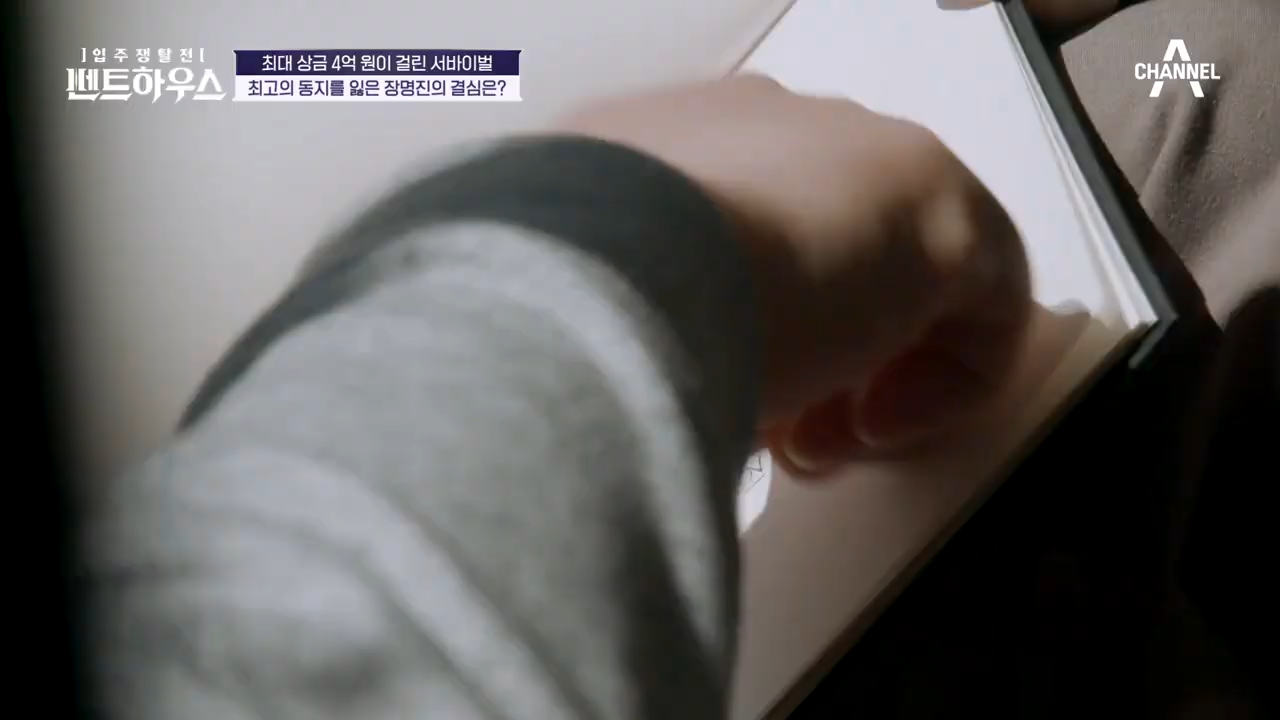 ]입주쟁탈전[
펜트하우스
최대 상금 4억 원이 걸린 서바이벌
최고의 동지를 잃은 장명진의 결심은?
CHANNEL A